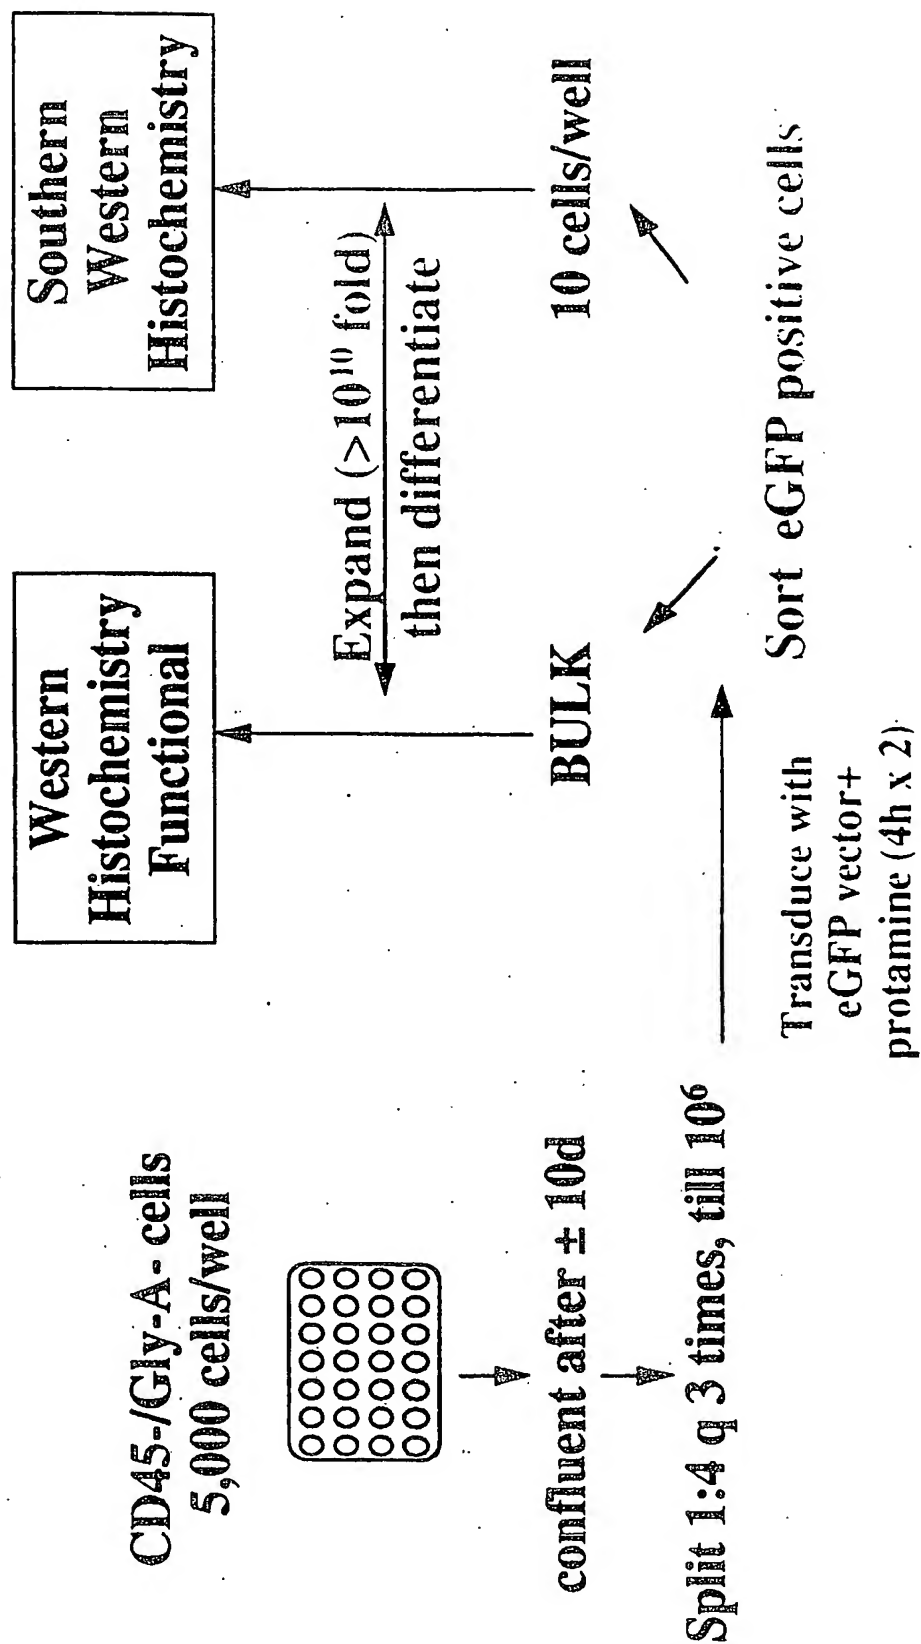 CD45-/Gly-A- cells
5,000 cells/well
confluent after ± 10d
Split 1:4 q 3 times, till 10⁶
Transduce with
eGFP vector+
protamine (4h x 2)
Sort eGFP positive cells
BULK
10 cells/well
Expand (>10¹⁰ fold)
then differentiate
Western
Histochemistry
Functional
Southern
Western
Histochemistry